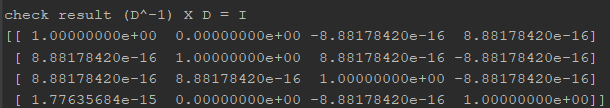 check result (D^-1) X D = I
[[ 1.00000000e+00 0.00000000e+00 -8.88178420e-16 8.88178420e-16]
[ 8.88178420e-16 1.00000000e+00 8.88178420e-16 -8.88178420e-16]
[ 8.88178420e-16 8.88178420e-16 1.00000000e+00 -8.88178420e-16]
[ 1.77635684e-15 0.00000000e+00 -8.88178420e-16 1.00000000e+00]]